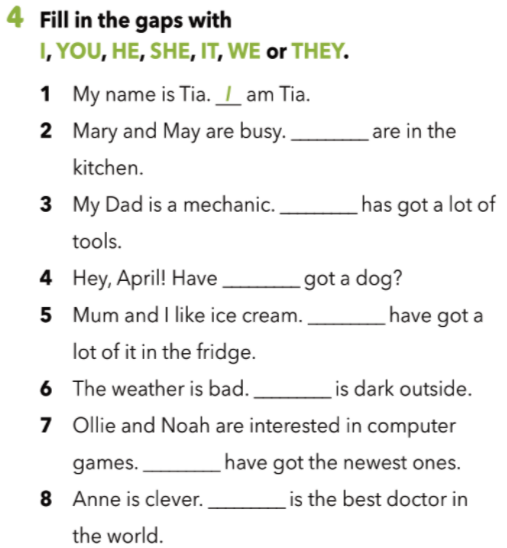 4 Fill in the gaps with
I, YOU, HE, SHE, IT, WE or THEY.
1 My name is Tia. _I_ am Tia.
2 Mary and May are busy. ________ are in the
kitchen.
3 My Dad is a mechanic. ________ has got a lot of
tools.
4 Hey, April! Have ________ got a dog?
5 Mum and I like ice cream. ________ have got a
lot of it in the fridge.
6 The weather is bad. ________ is dark outside.
7 Ollie and Noah are interested in computer
games. ________ have got the newest ones.
8 Anne is clever. ________ is the best doctor in
the world.